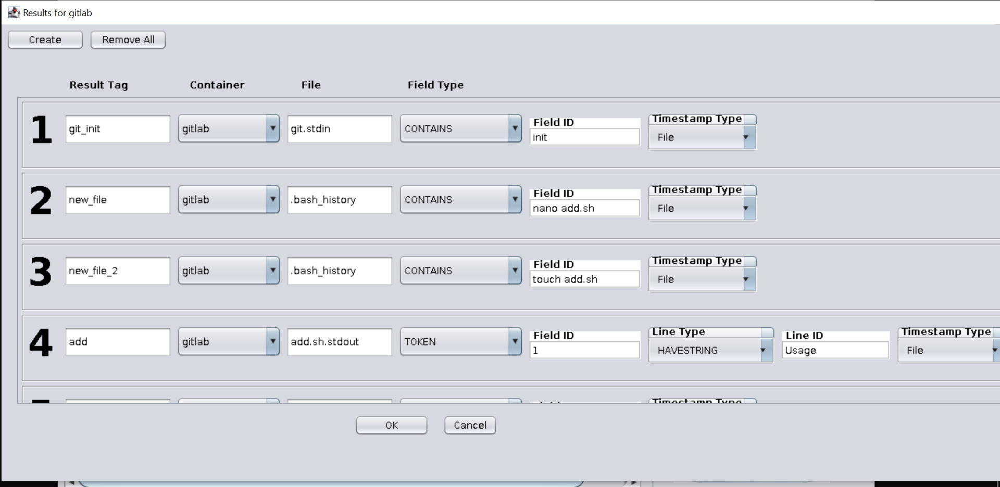 Results for gitlab
Create Remove All
Result Tag Container File Field Type
1 git_init gitlab git.stdin CONTAINS Field ID init Timestamp Type File
2 new_file gitlab .bash_history CONTAINS Field ID nano add.sh Timestamp Type File
3 new_file_2 gitlab .bash_history CONTAINS Field ID touch add.sh Timestamp Type File
4 add gitlab add.sh.stdout TOKEN Field ID 1 Line Type HAVESTRING Line ID Usage Timestamp Type File
Timestamp Type
OK Cancel